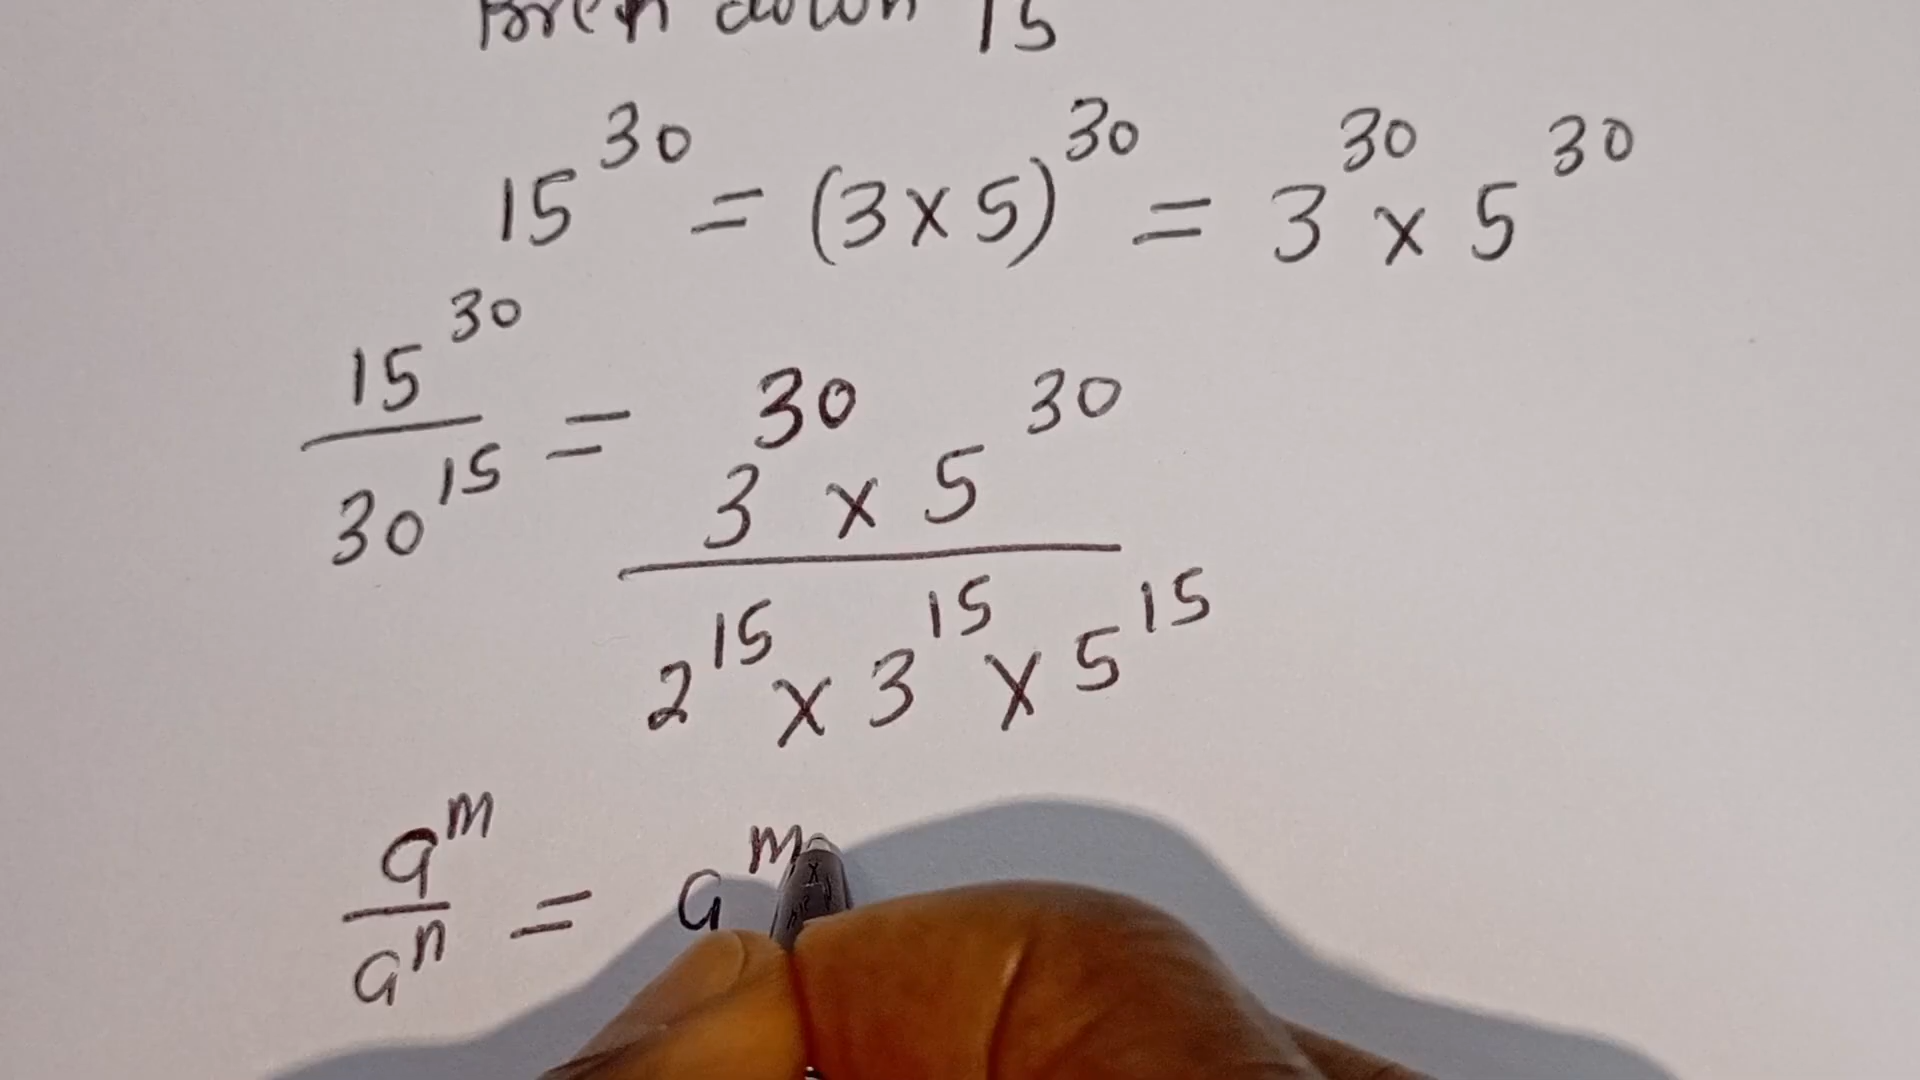 down 15
15^30 = (3×5)^30 = 3^30 × 5^30
15^30 / 30^15 = 3^30 × 5^30 / 2^15 × 3^15 × 5^15
a^m / a^n = a^m